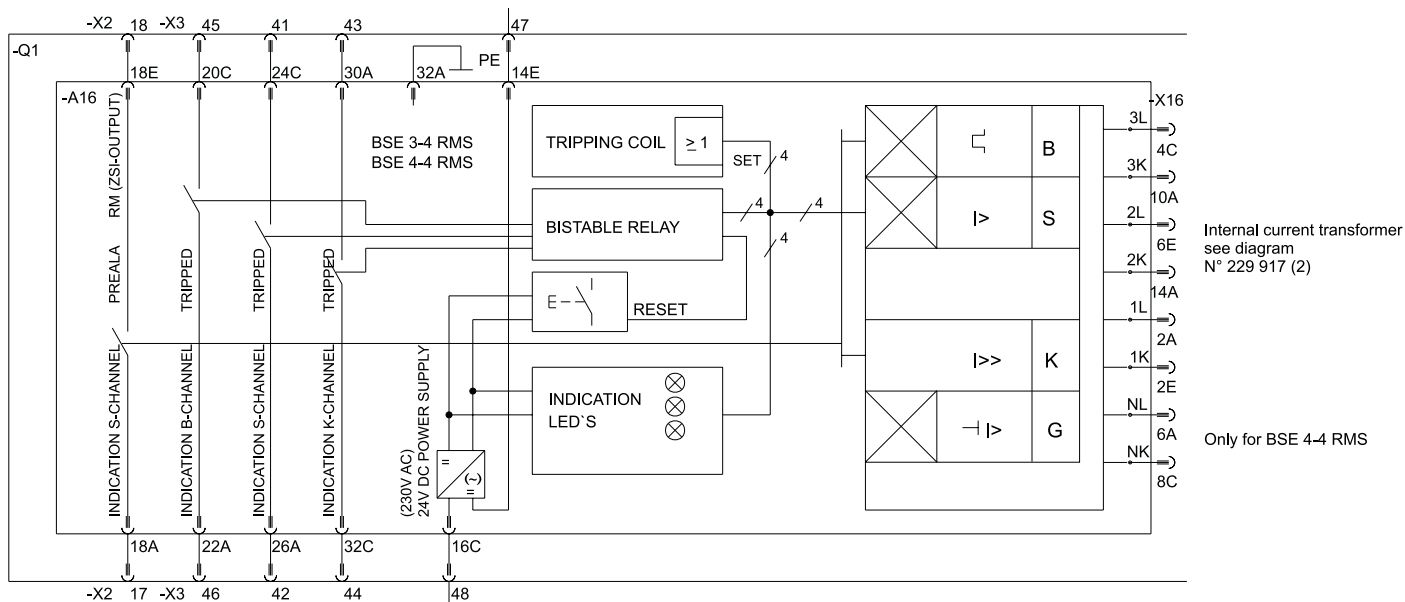 -X2 18 -X3 45 41 43 47
-Q1
PE
18E 20C 24C 30A 32A 14E
-A16
-X16
RM (ZSI-OUTPUT)
PREALA
INDICATION S-CHANNEL
TRIPPED
INDICATION B-CHANNEL
TRIPPED
INDICATION S-CHANNEL
TRIPPED
INDICATION K-CHANNEL
BSE 3-4 RMS
BSE 4-4 RMS
TRIPPING COIL
≥ 1
SET
4
BISTABLE RELAY
4
4
4
E
RESET
INDICATION
LED`S
(230V AC)
24V DC POWER SUPPLY
=
(~)
=
B
I> S
I>> K
I> G
3L
4C
3K
10A
2L
6E
2K
14A
1L
2A
1K
2E
NL
6A
NK
8C
Internal current transformer
see diagram
N° 229 917 (2)
Only for BSE 4-4 RMS
18A 22A 26A 32C 16C
-X2 17 -X3 46 42 44 48